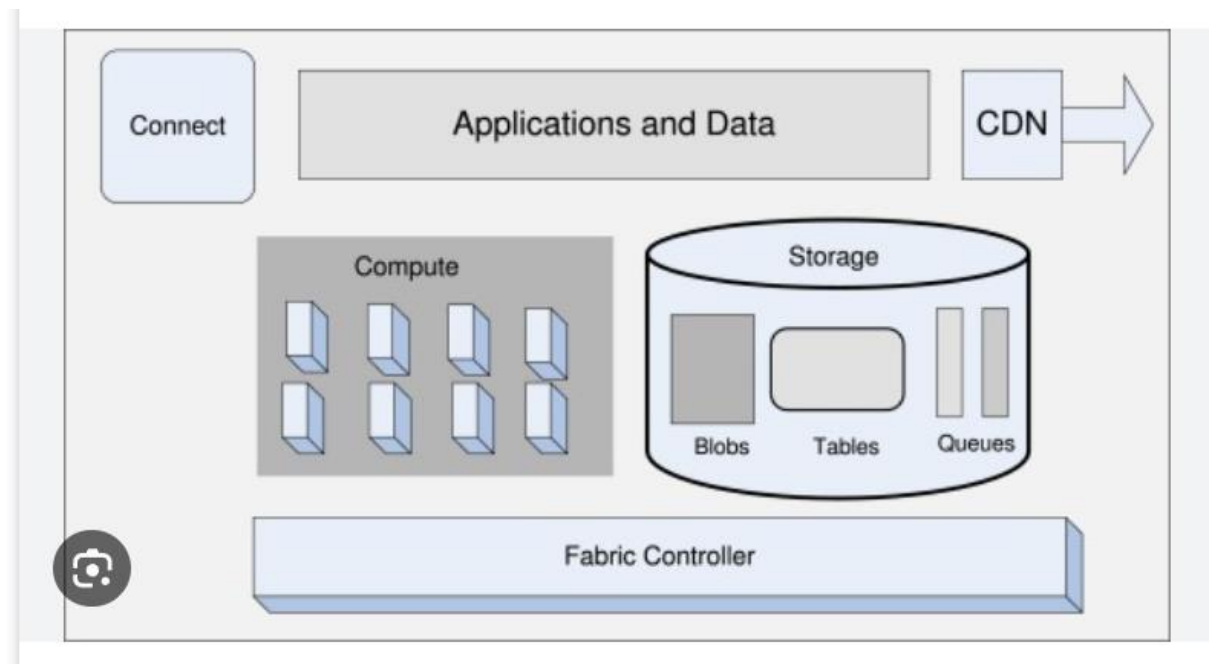 Connect
Applications and Data
CDN
Compute
Storage
Blobs
Tables
Queues
Fabric Controller